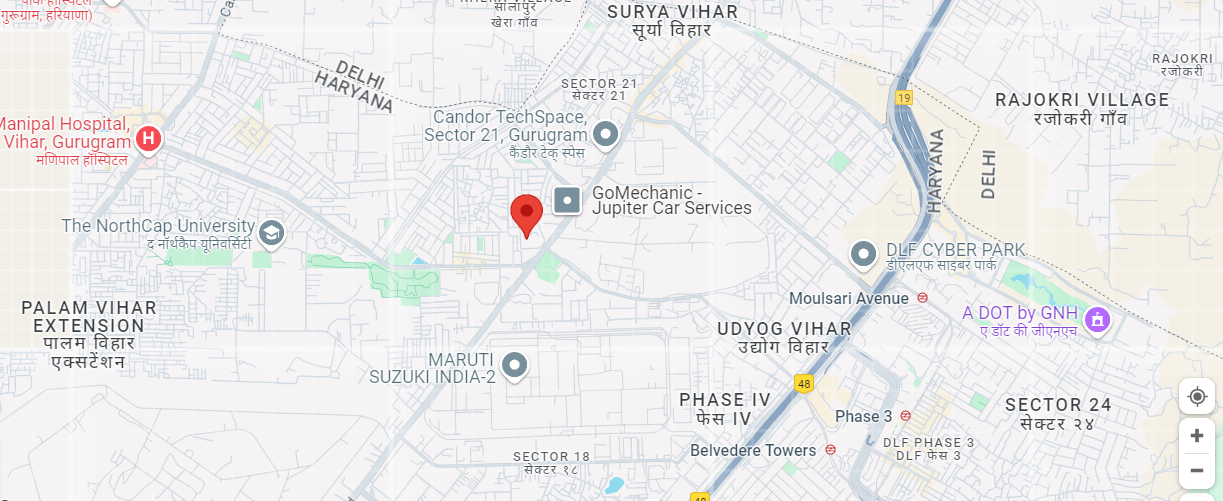 गुरूग्राम, हरियाणा)
सोलापुर
खेरा गाँव
SURYA VIHAR
सूर्या विहार
DELHI
HARYANA
SECTOR 21
सेक्टर 21
RAJOKRI
रजोकरी
19
RAJOKRI VILLAGE
रजोकरी गाँव
Candor TechSpace,
Sector 21, Gurugram
कैंडौर टेक् स्पेस
Manipal Hospital,
Vihar, Gurugram
मणिपाल हॉस्पिटल
H
HARYANA
DELHI
GoMechanic -
Jupiter Car Services
The NorthCap University
द नॉर्थकैप यूनिवर्सिटी
DLF CYBER PARK
डीएलएफ साइबर पार्क
Moulsari Avenue
PALAM VIHAR
EXTENSION
पालम विहार
एक्सटेंशन
A DOT by GNH
ए डॉट की जीएनएच
UDYOG VIHAR
उद्योग विहार
MARUTI
SUZUKI INDIA-2
48
PHASE IV
फेस IV
Phase 3
SECTOR 24
सेक्टर २४
Belvedere Towers
DLF PHASE 3
DLF फेस 3
SECTOR 18
सेक्टर १८
48